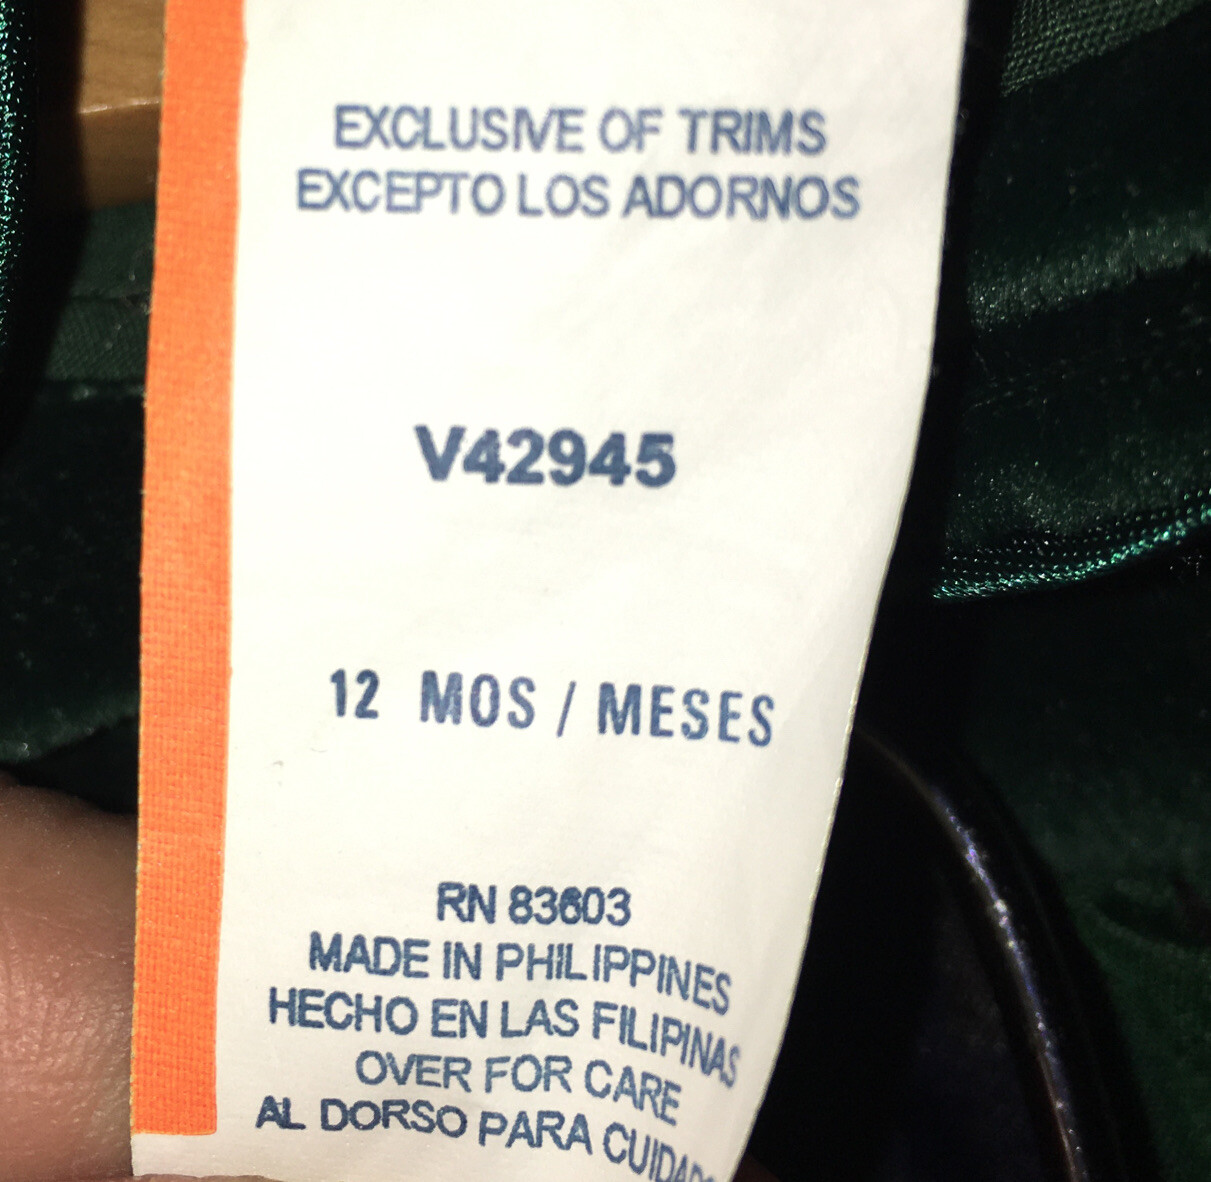 EXCLUSIVE OF TRIMS
EXCEPTO LOS ADORNOS
V42945
12 MOS / MESES
RN 83603
MADE IN PHILIPPINES
HECHO EN LAS FILIPINAS
OVER FOR CARE
AL DORSO PARA